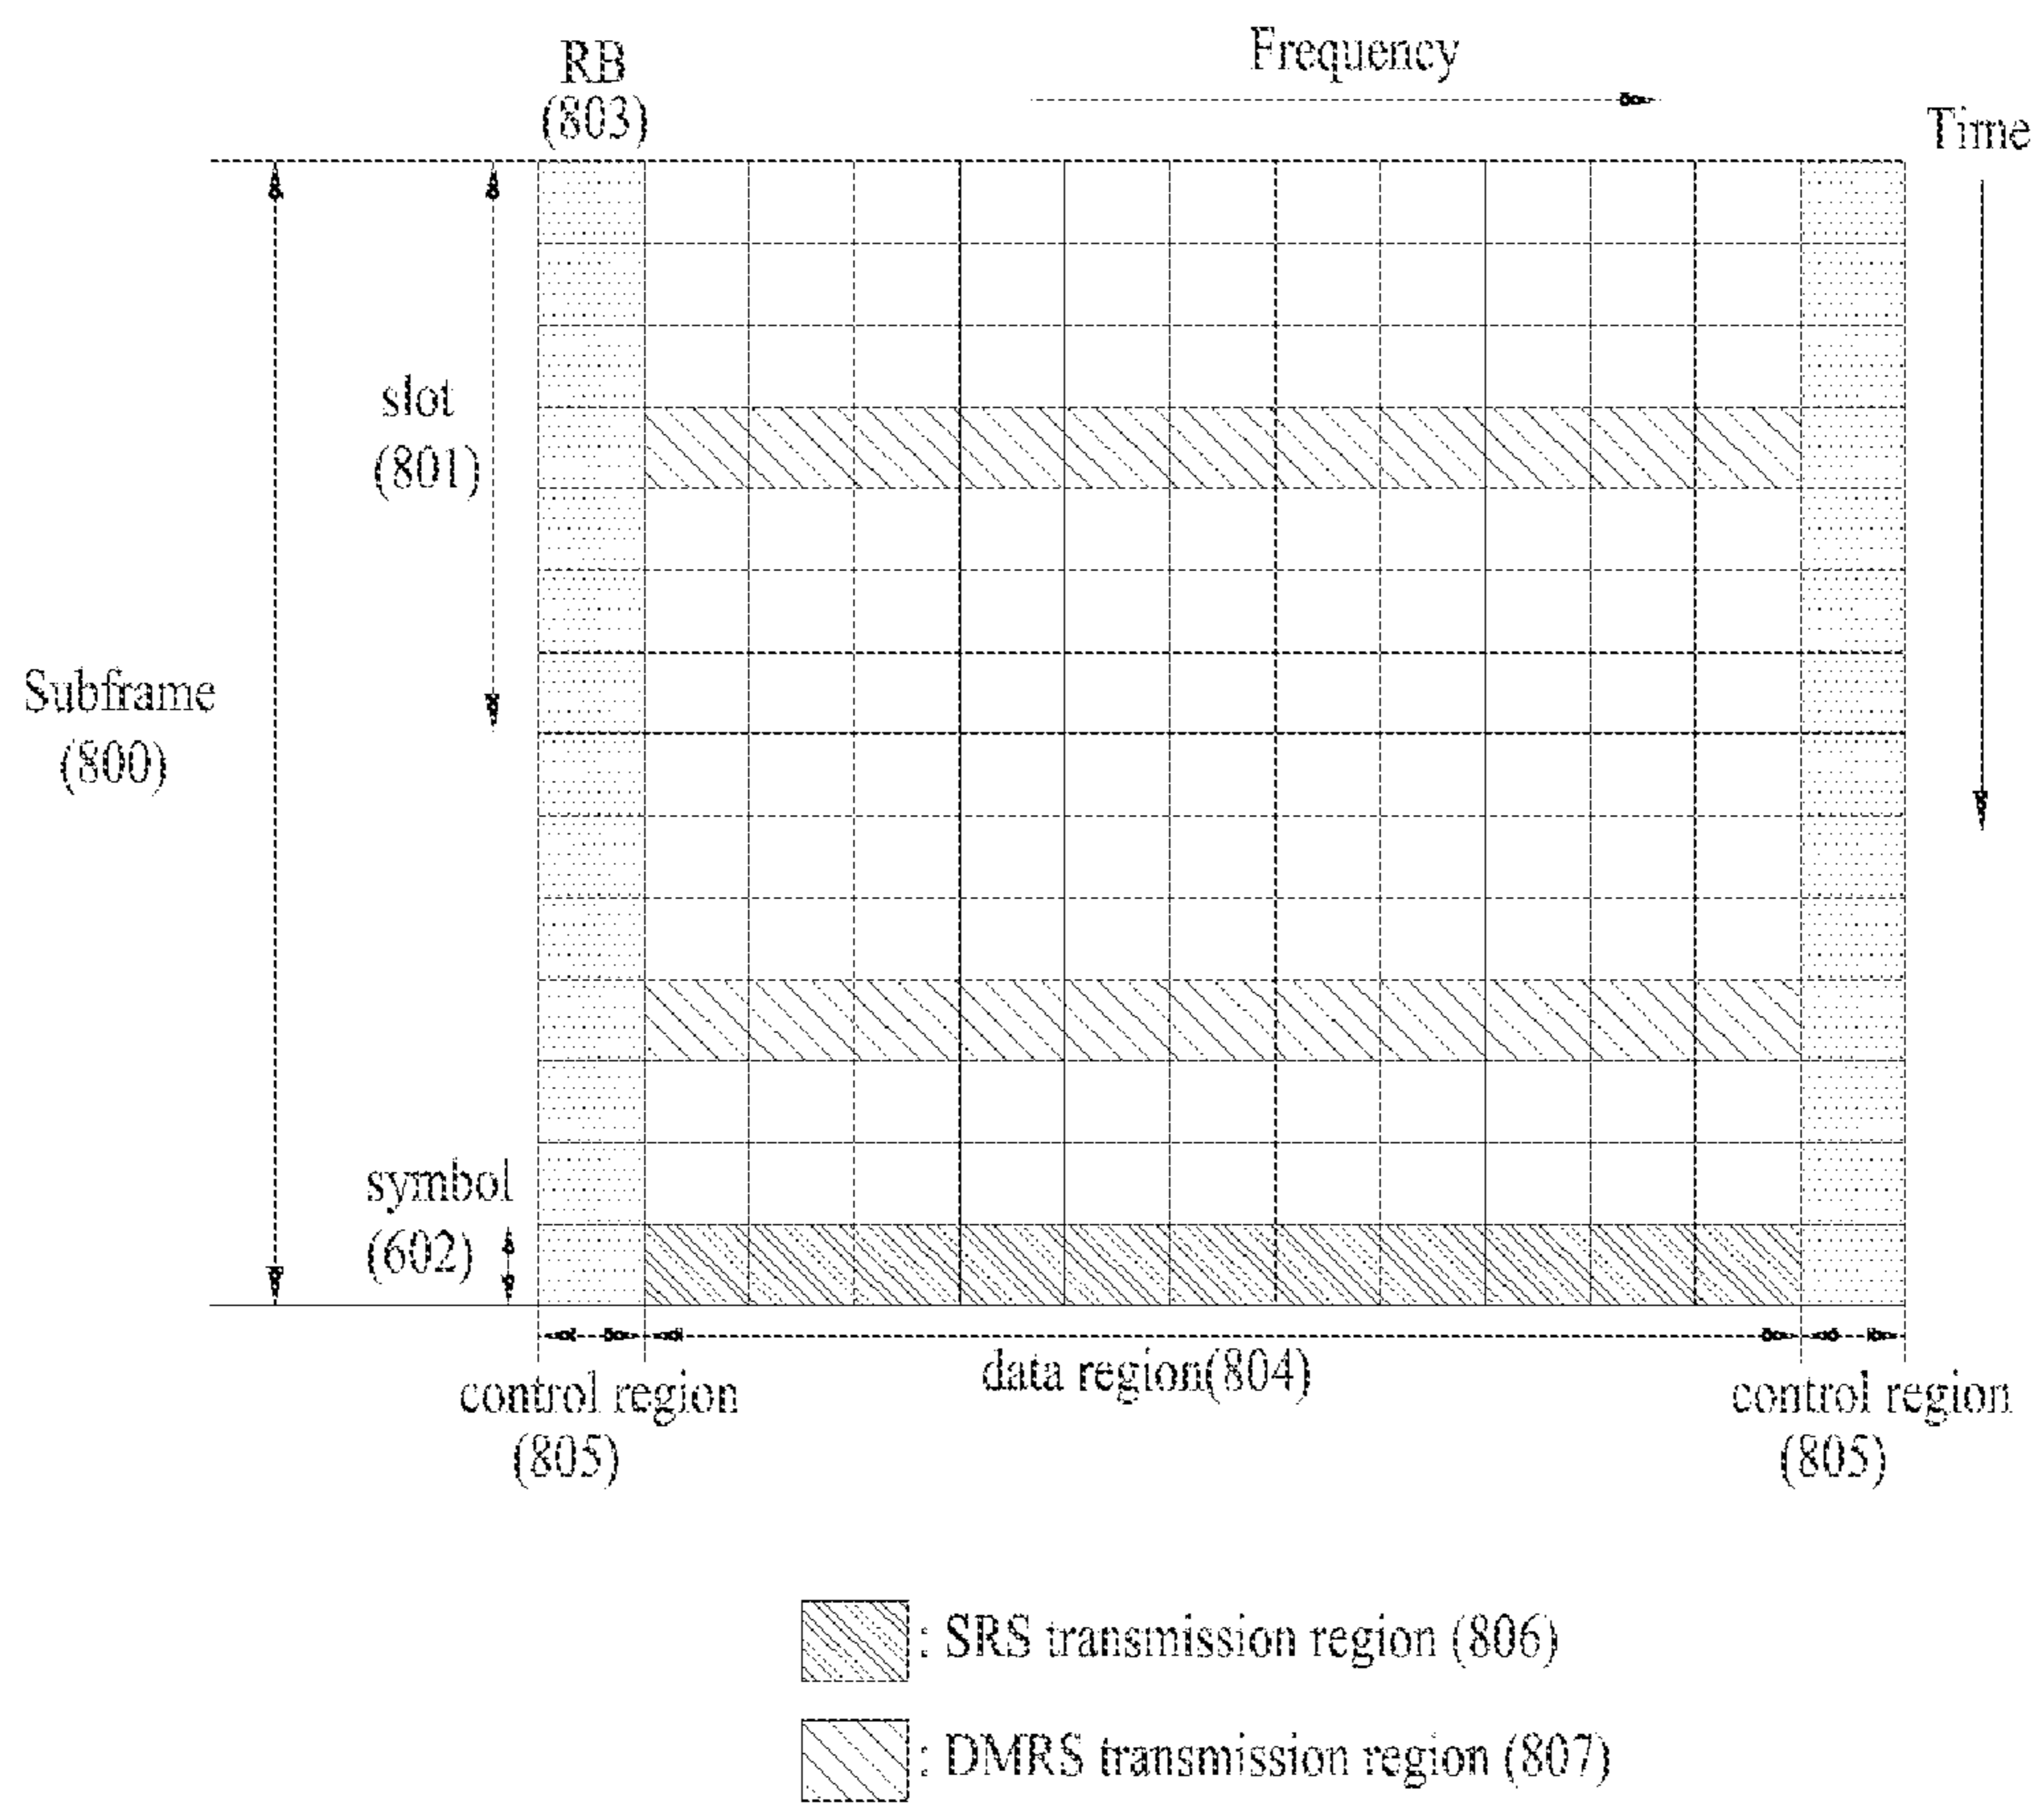 RB
(803)
Frequency
Time
slot
(801)
Subframe
(800)
symbol
(602)
data region(804)
control region
(805)
control region
(805)
: SRS transmission region (806)
: DMRS transmission region (807)